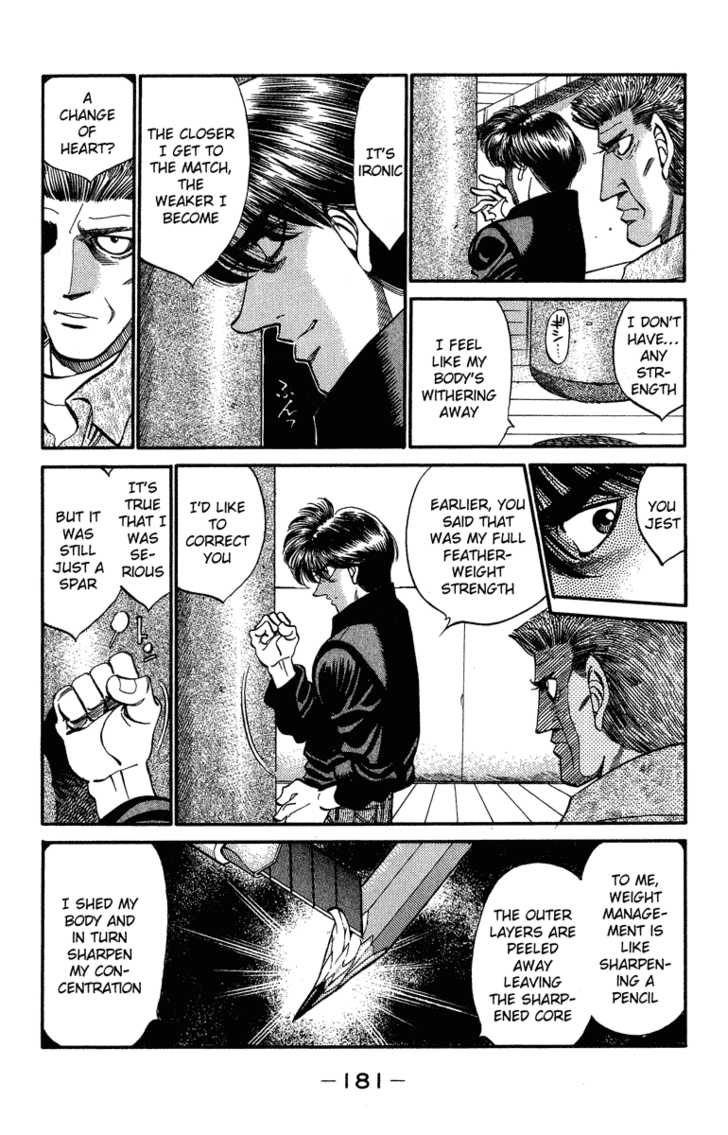 IT'S
IRONIC
THE CLOSER
I GET TO
THE MATCH,
THE
WEAKER I
BECOME
ふんっ
A
CHANGE
OF
HEART?
I DON'T
HAVE...
ANY
STR-
ENGTH
I FEEL
LIKE MY
BODY'S
WITHERING
AWAY
YOU
JEST
EARLIER, YOU
SAID THAT
WAS MY FULL
FEATHER-
WEIGHT
STRENGTH
I'D LIKE
TO
CORRECT
YOU
IT'S
TRUE
THAT I
WAS
SE-
RIOUS
BUT IT
WAS
STILL
JUST A
SPAR
TO ME,
WEIGHT
MANAGE-
MENT IS
LIKE
SHARPEN-
ING A
PENCIL
THE OUTER
LAYERS ARE
PEELED
AWAY
LEAVING
THE SHARP-
ENED CORE
I SHED MY
BODY AND
IN TURN
SHARPEN
MY CON-
CENTRATION
- 181 -